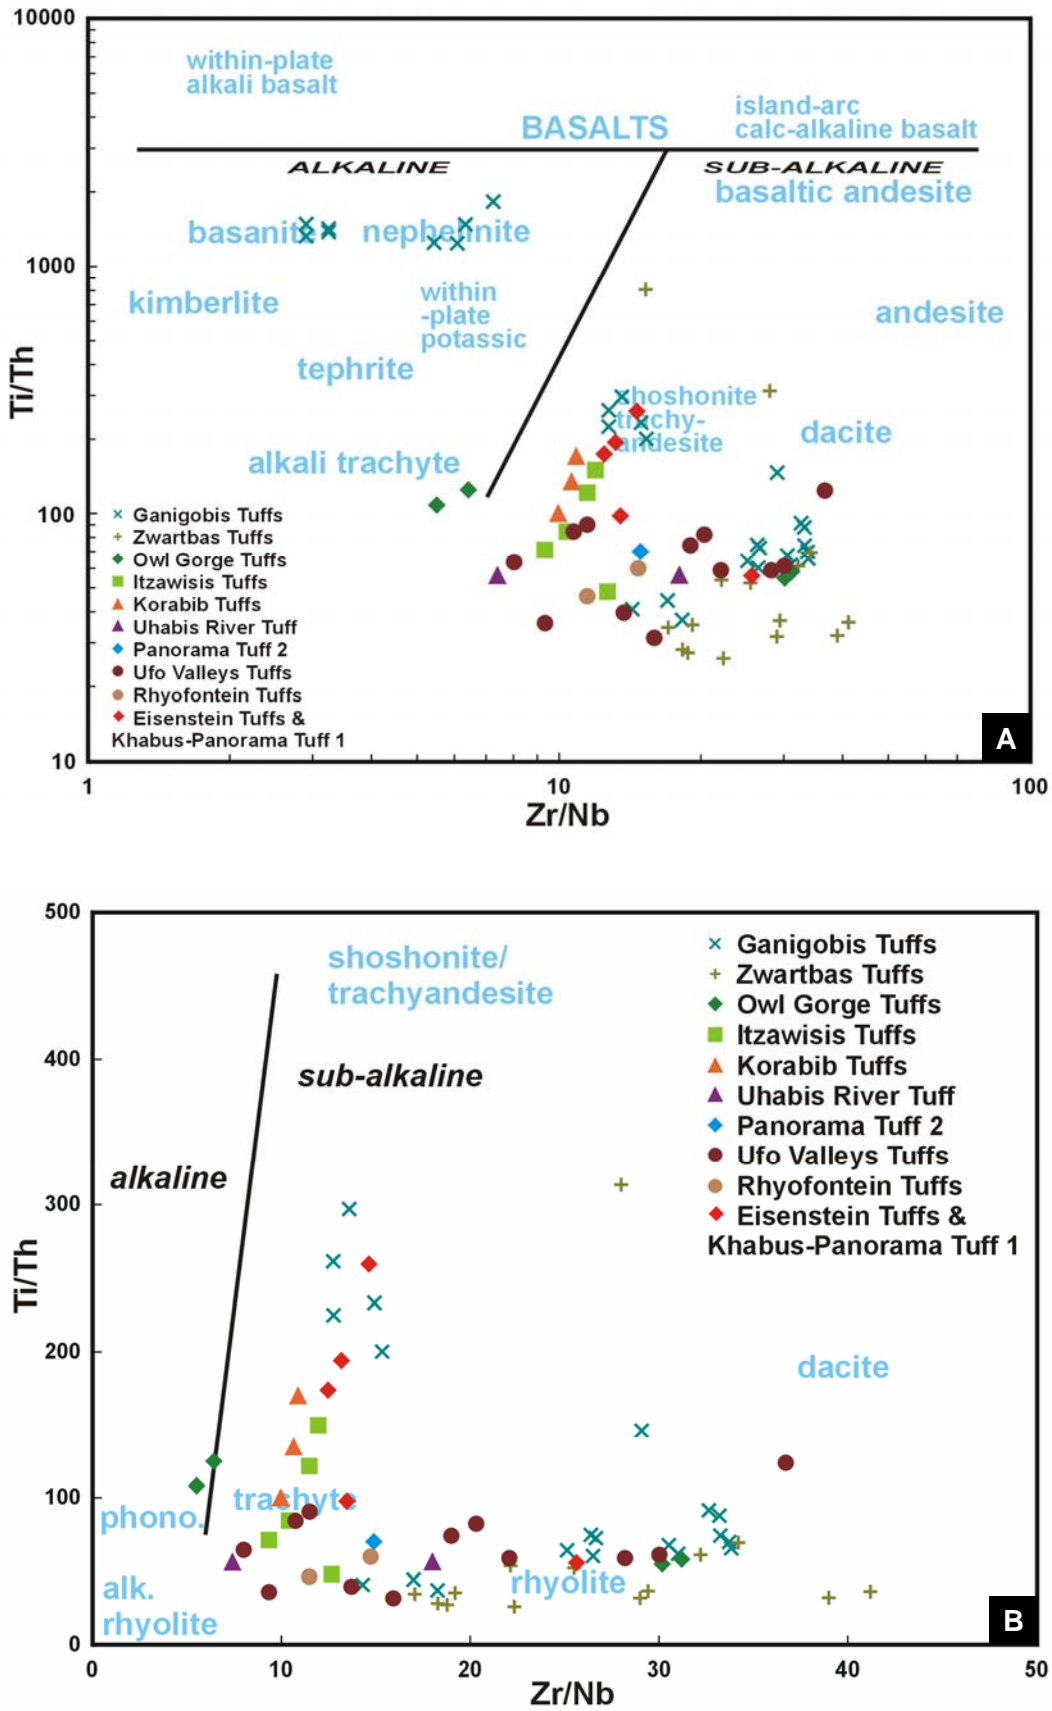 10000
within-plate
alkali basalt
island-arc
calc-alkaline basalt
BASALTS
ALKALINE
SUB-ALKALINE
basaltic andesite
basanite
nephelinite
1000
kimberlite
within
-plate
potassic
andesite
tephrite
Ti/Th
shoshonite
trachy-
andesite
dacite
alkali trachyte
100
Ganigobis Tuffs
Zwartbas Tuffs
Owl Gorge Tuffs
Itzawisis Tuffs
Korabib Tuffs
Uhabis River Tuff
Panorama Tuff 2
Ufo Valleys Tuffs
Rhyofontein Tuffs
Eisenstein Tuffs &
Khabus-Panorama Tuff 1
A
10
1
10
100
Zr/Nb
500
shoshonite/
trachyandesite
Ganigobis Tuffs
Zwartbas Tuffs
Owl Gorge Tuffs
Itzawisis Tuffs
Korabib Tuffs
Uhabis River Tuff
Panorama Tuff 2
Ufo Valleys Tuffs
Rhyofontein Tuffs
Eisenstein Tuffs &
Khabus-Panorama Tuff 1
400
sub-alkaline
alkaline
300
Ti/Th
200
dacite
100
trachyte
phono.
alk.
rhyolite
rhyolite
B
0
0
10
20
30
40
50
Zr/Nb